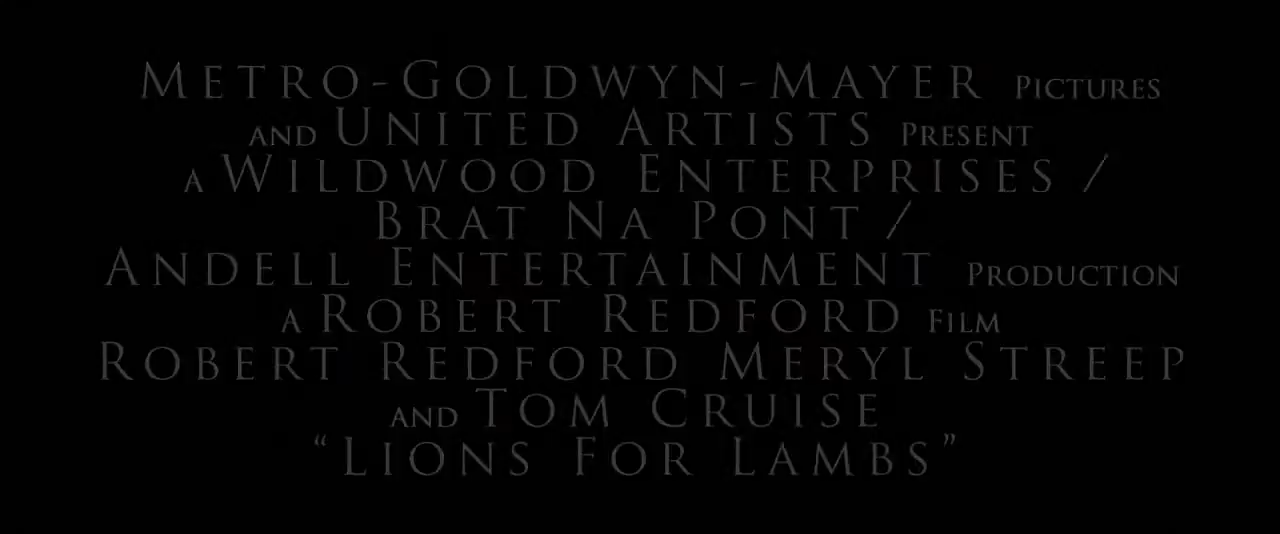 METRO-GOLDWYN-MAYER PICTURES
AND UNITED ARTISTS PRESENT
A WILDWOOD ENTERPRISES /
BRAT NA PONT /
ANDELL ENTERTAINMENT PRODUCTION
A ROBERT REDFORD FILM
ROBERT REDFORD MERYL STREEP
AND TOM CRUISE
“LIONS FOR LAMBS”